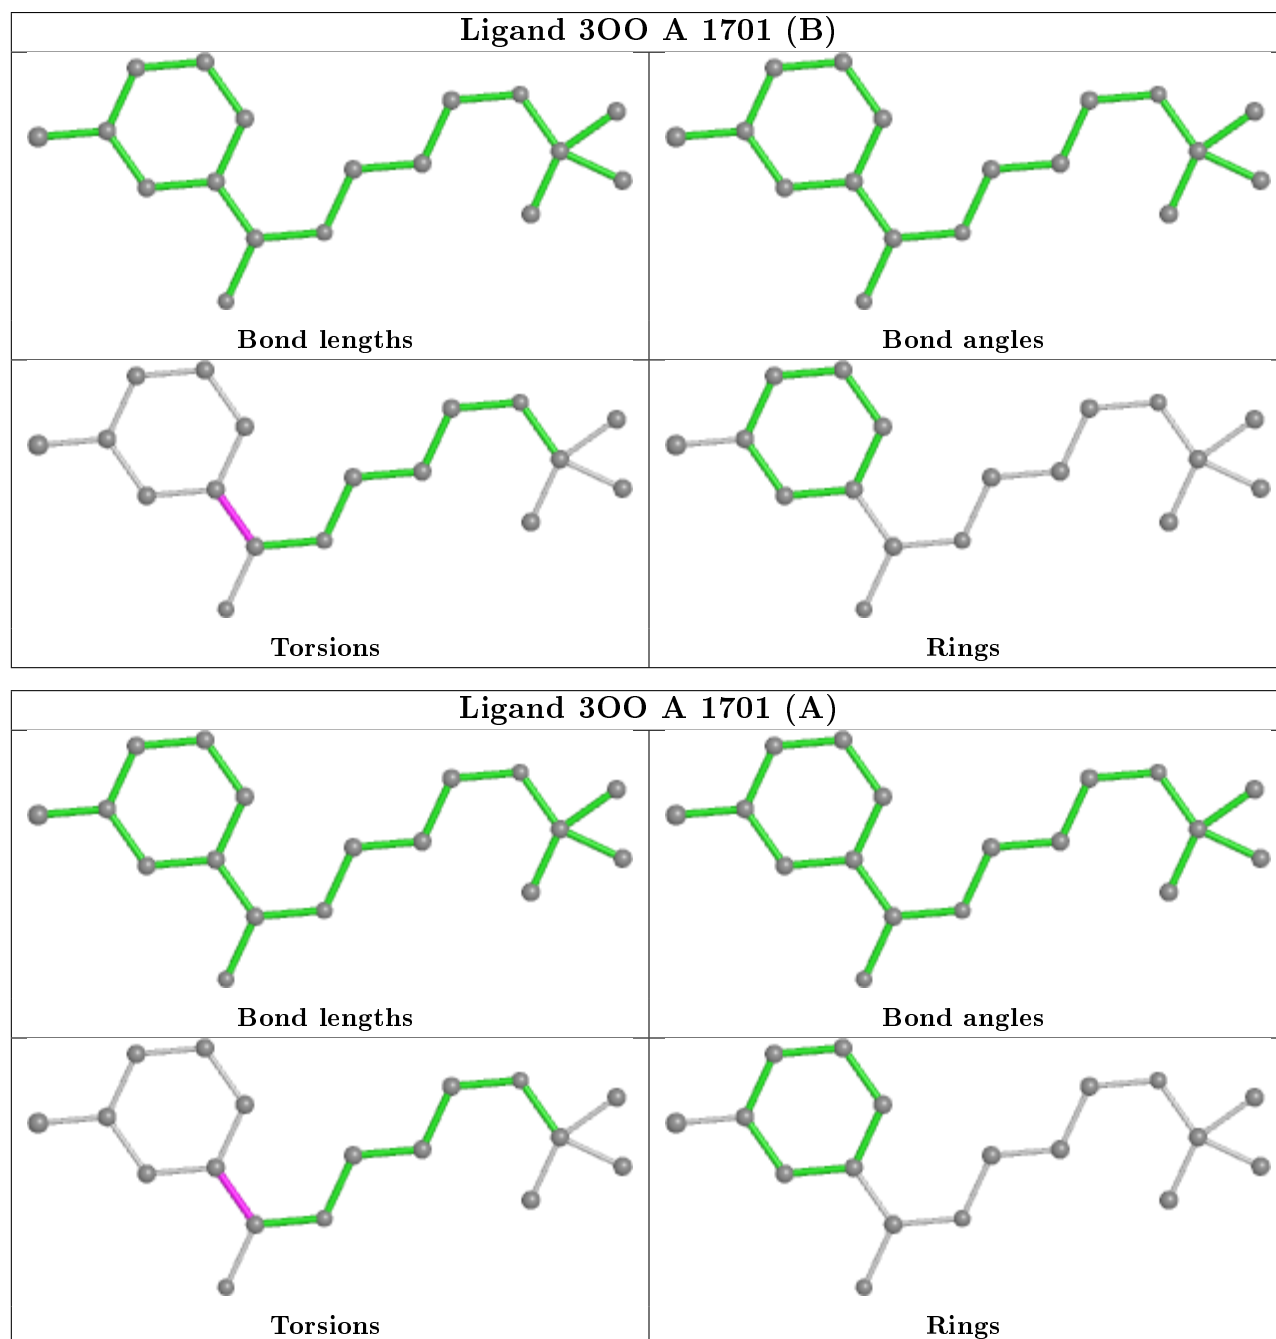 Ligand 3OO A 1701 (B)
Bond lengths
Bond angles
Torsions
Rings
Ligand 3OO A 1701 (A)
Bond lengths
Bond angles
Torsions
Rings